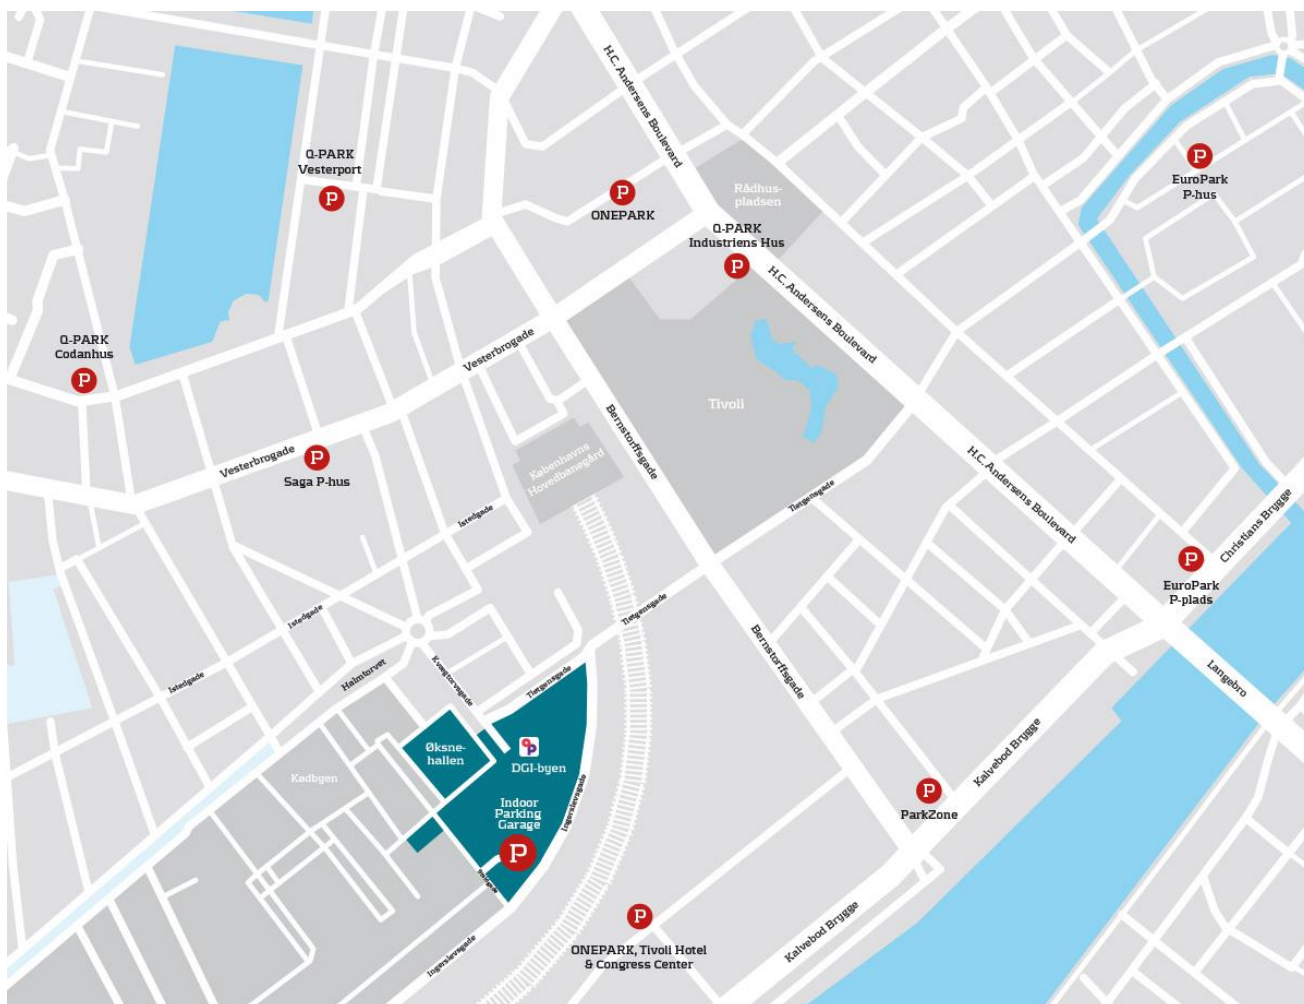 H.C. Andersens Boulevard
Q-PARK
Vesterport
P
P
ONEPARK
Rådhus-
pladsen
P
EuroPark
P-hus
Q-PARK
Industriens Hus
P
H.C. Andersens Boulevard
Q-PARK
Codanhus
P
Vesterbrogade
Tivoli
Bernstorffsgade
Vesterbrogade
P
Saga P-hus
Københavns
Hovedbanegård
Istedgade
Tietgensgade
H.C. Andersens Boulevard
Christians Brygge
P
EuroPark
P-plads
Istedgade
Tietgensgade
Istedgade
Halmtorvet
Kvægtorvsgade
Tietgensgade
Bernstorffsgade
Langebro
Øksne-
hallen
DGI-byen
Kødbyen
Indoor
Parking
Garage
P
Ingerslevsgade
Kalvebod Brygge
P
ParkZone
P
ONEPARK, Tivoli Hotel
& Congress Center
Kalvebod Brygge
Ingerslevsgade